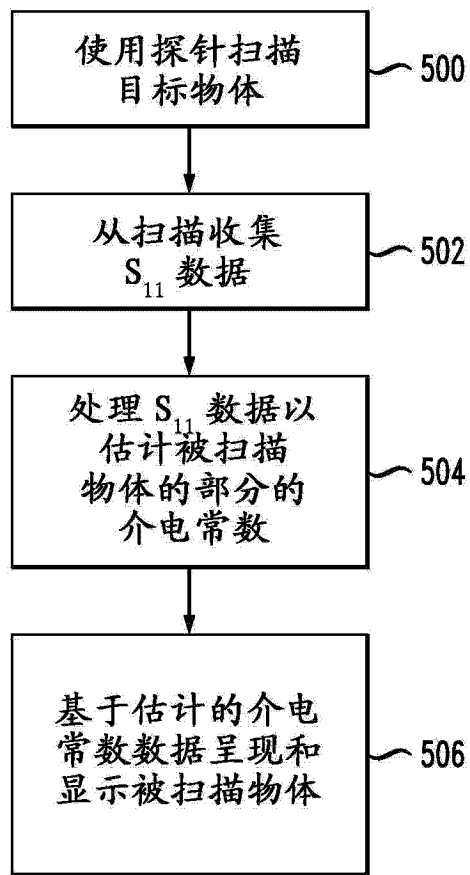 使用探针扫描
目标物体
500
从扫描收集
S11 数据
502
处理 S11 数据以
估计被扫描
物体的部分的
介电常数
504
基于估计的介电
常数数据呈现和
显示被扫描物体
506